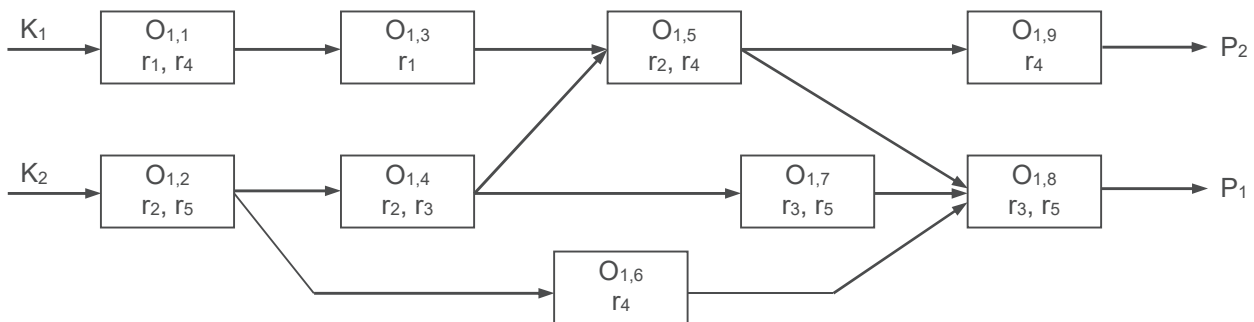 K₁
O₁,₁
r₁, r₄
O₁,₃
r₁
O₁,₅
r₂, r₄
O₁,₉
r₄
P₂
K₂
O₁,₂
r₂, r₅
O₁,₄
r₂, r₃
O₁,₇
r₃, r₅
O₁,₈
r₃, r₅
P₁
O₁,₆
r₄